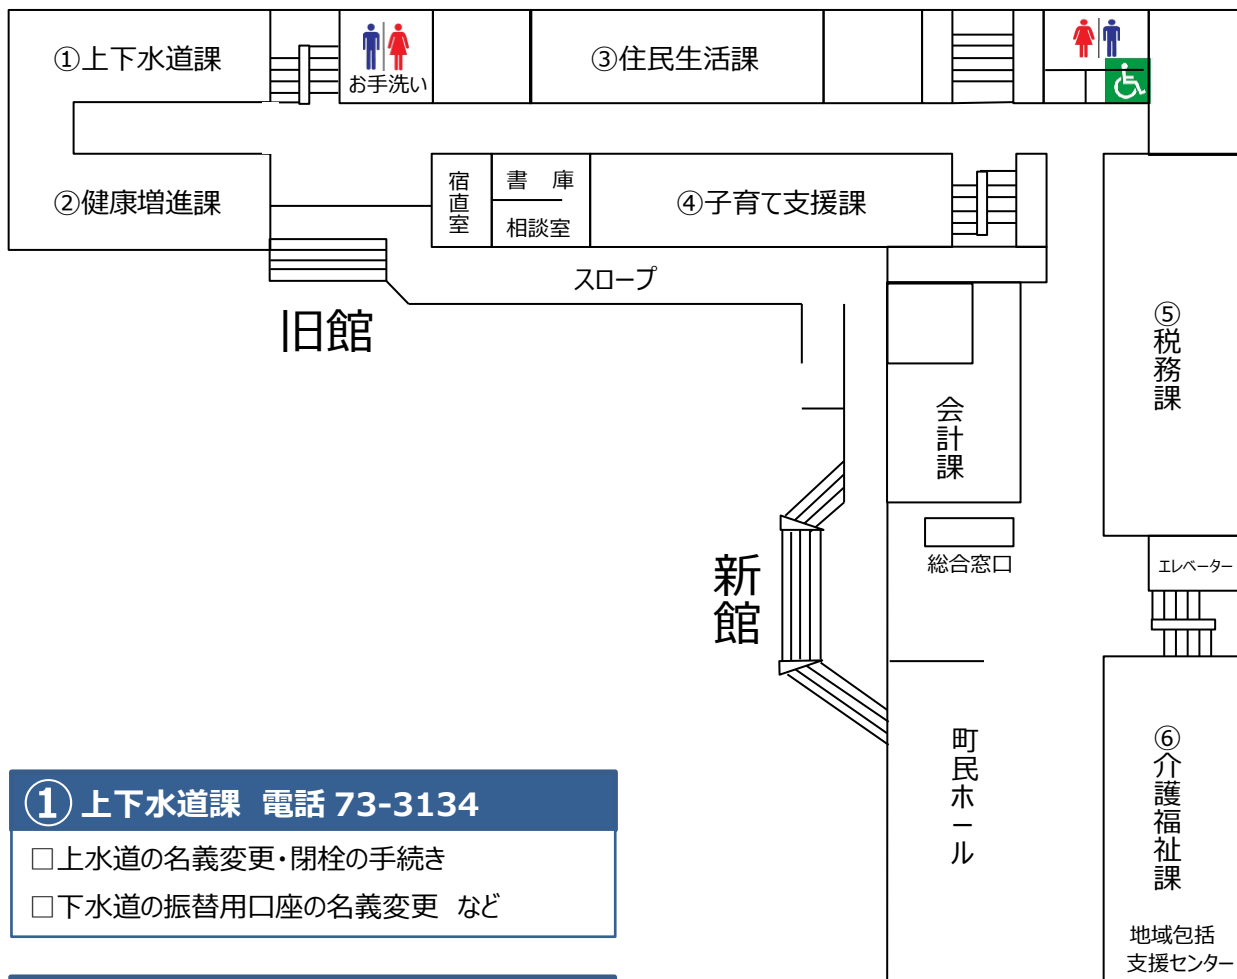 ①上下水道課
お手洗い
③住民生活課
②健康増進課
宿直室
書 庫
相談室
④子育て支援課
スロープ
旧館
⑤税務課
会計課
総合窓口
エレベーター
新館
町民ホール
⑥介護福祉課
地域包括
支援センター
① 上下水道課 電話 73-3134
□上水道の名義変更・閉栓の手続き
□下水道の振替用口座の名義変更 など